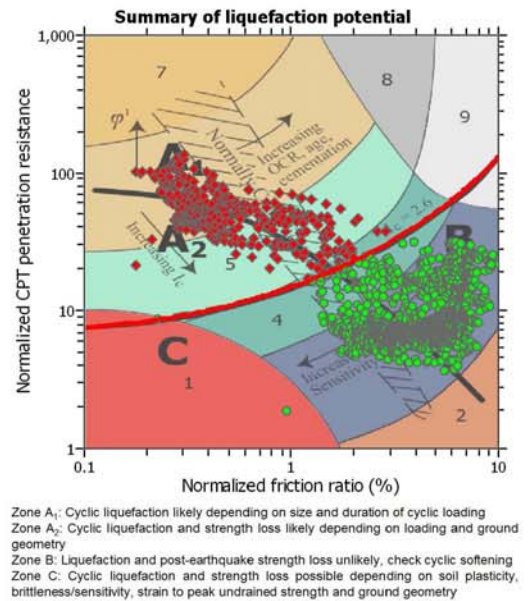 Summary of liquefaction potential
1,000
7
8
9
φ'
Normally C
Increasing
OCR, age,
cementation
A1
100
Normalized CPT penetration resistance
Ic = 2.6
B
A2
Increasing Ic
5
10
4
C
1
Increasing
Sensitivity
2
1
0.1
1
10
Normalized friction ratio (%)
Zone A1: Cyclic liquefaction likely depending on size and duration of cyclic loading
Zone A2: Cyclic liquefaction and strength loss likely depending on loading and ground
geometry
Zone B: Liquefaction and post-earthquake strength loss unlikely, check cyclic softening
Zone C: Cyclic liquefaction and strength loss possible depending on soil plasticity,
brittleness/sensitivity, strain to peak undrained strength and ground geometry